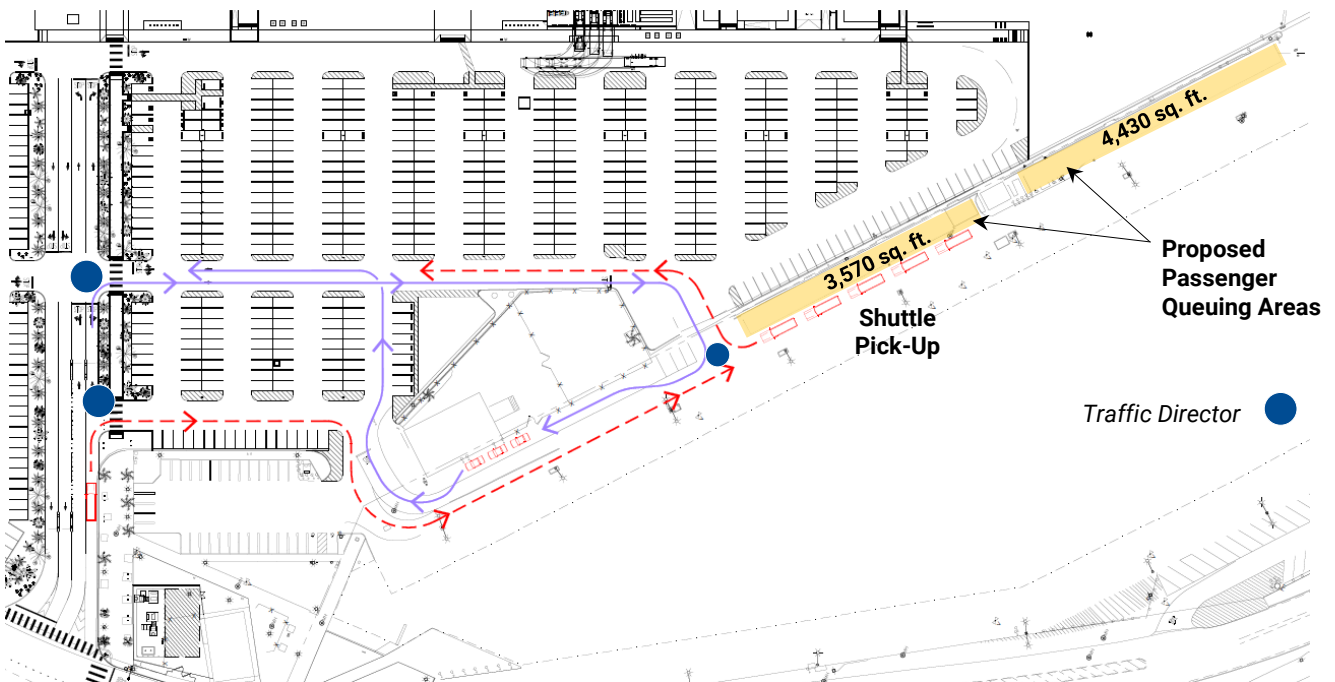 4,430 sq. ft.
3,570 sq. ft.
Proposed
Passenger
Queuing Areas
Shuttle
Pick-Up
Traffic Director